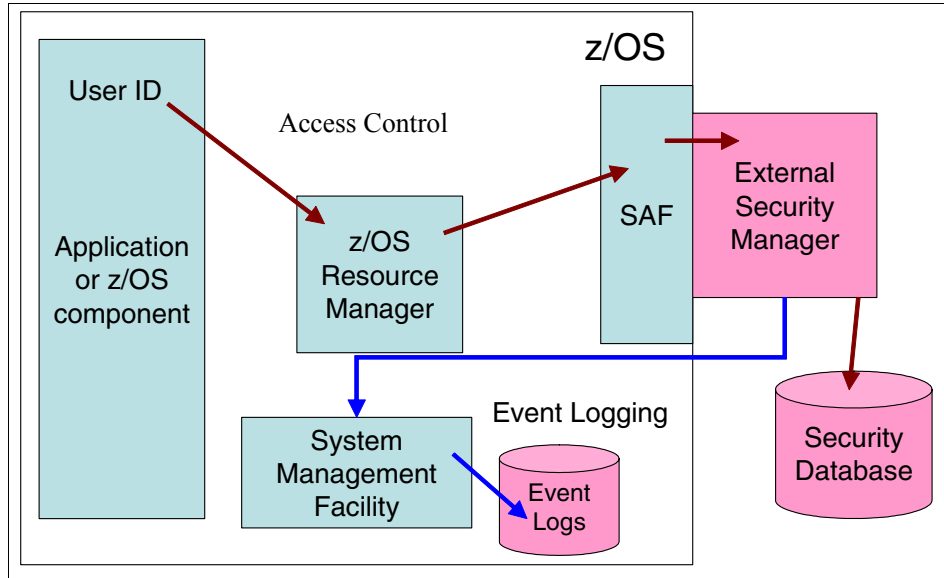 z/OS
User ID
Access Control
Application
or z/OS
component
z/OS
Resource
Manager
SAF
External
Security
Manager
Event Logging
System
Management
Facility
Event
Logs
Security
Database